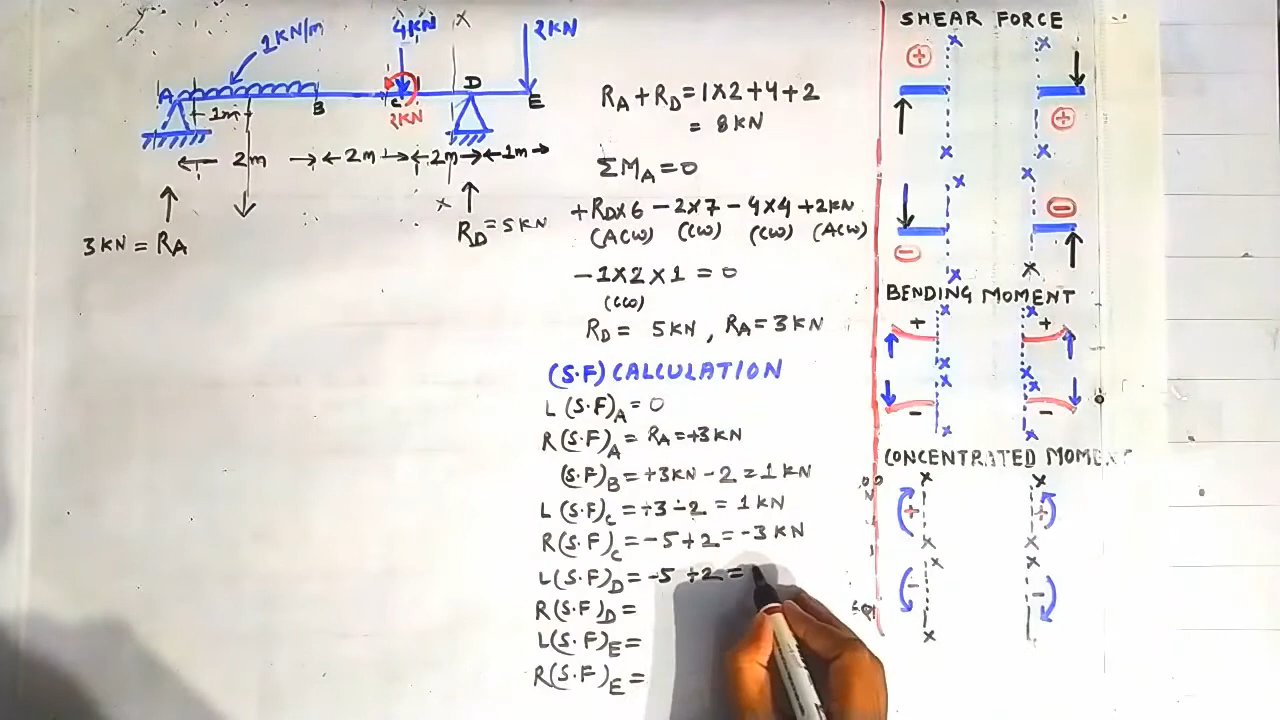 4KN
2KN
1KN/m
A
1m
B
C
2KN
D
E
2m
2m
2m
1m
3KN = RA
RD = 5KN
RA + RD = 1×2+4+2
= 8KN
ΣMA = 0
+RD×6 − 2×7 − 4×4 + 2KN
(ACW) (CW) (CW) (ACW)
−1×2×1 = 0
(CW)
RD = 5KN, RA = 3KN
(S.F) CALCULATION
L(S.F)A = 0
R(S.F)A = RA = +3KN
(S.F)B = +3KN − 2 = 1KN
L(S.F)C = +3 − 2 = 1KN
R(S.F)C = −5 + 2 = −3KN
L(S.F)D = −5 + 2 =
R(S.F)D =
L(S.F)E =
R(S.F)E =
SHEAR FORCE
BENDING MOMENT
CONCENTRATED MOMENT